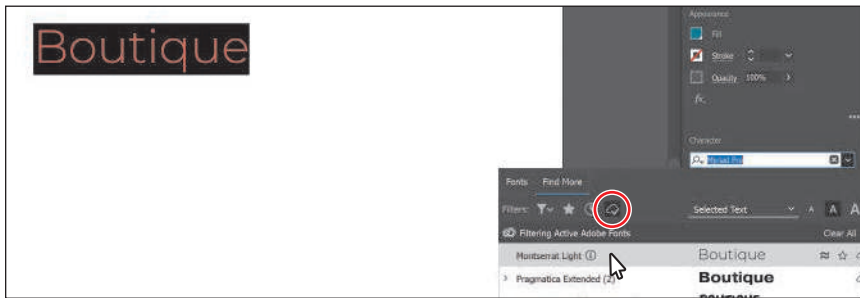 Boutique
Appearance
Fill
Stroke
Opacity 100%
fx.
Character
Myriad Pro
Fonts Find More
Filters: Selected Text A A A
Filtering Active Adobe Fonts Clear All
Montserrat Light Boutique
Pragmatica Extended (2) Boutique